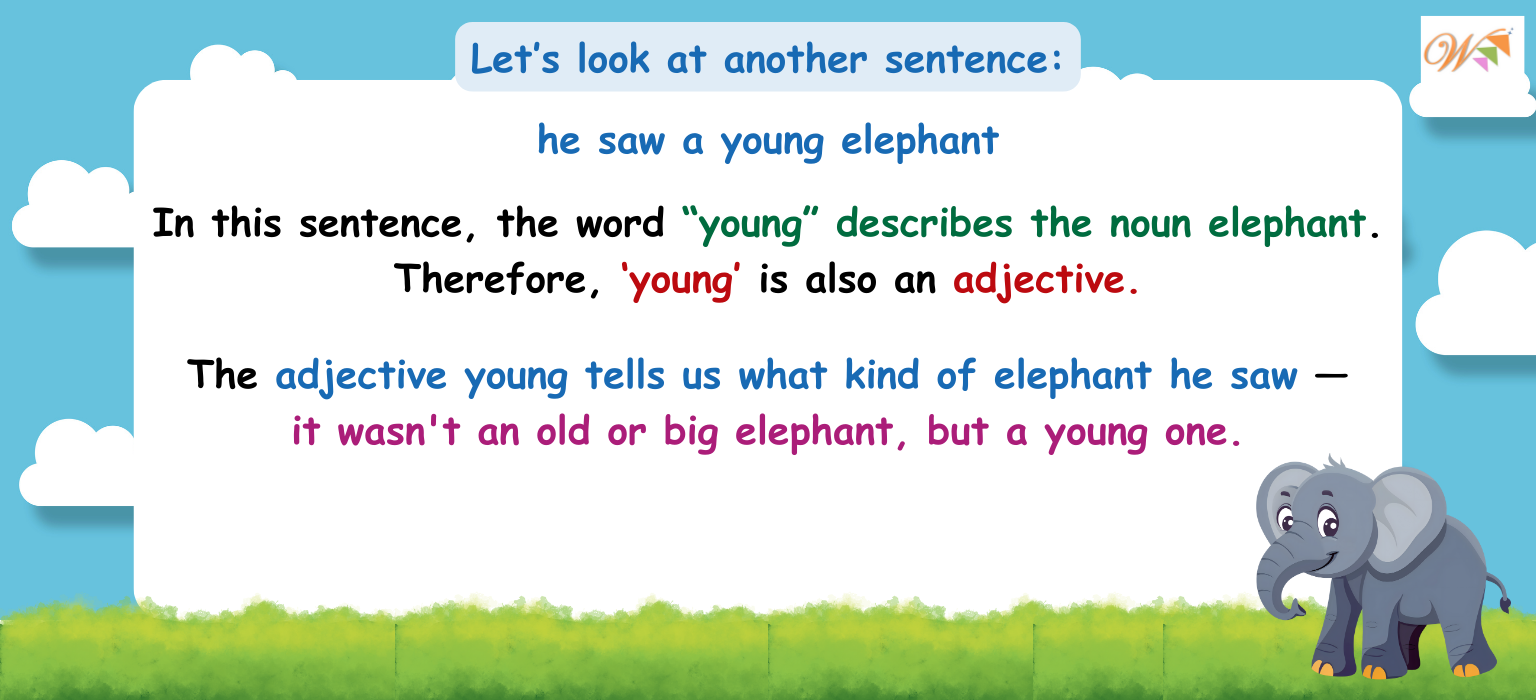 Let’s look at another sentence:
W
he saw a young elephant
In this sentence, the word “young” describes the noun elephant.
Therefore, ‘young’ is also an adjective.
The adjective young tells us what kind of elephant he saw —
it wasn't an old or big elephant, but a young one.